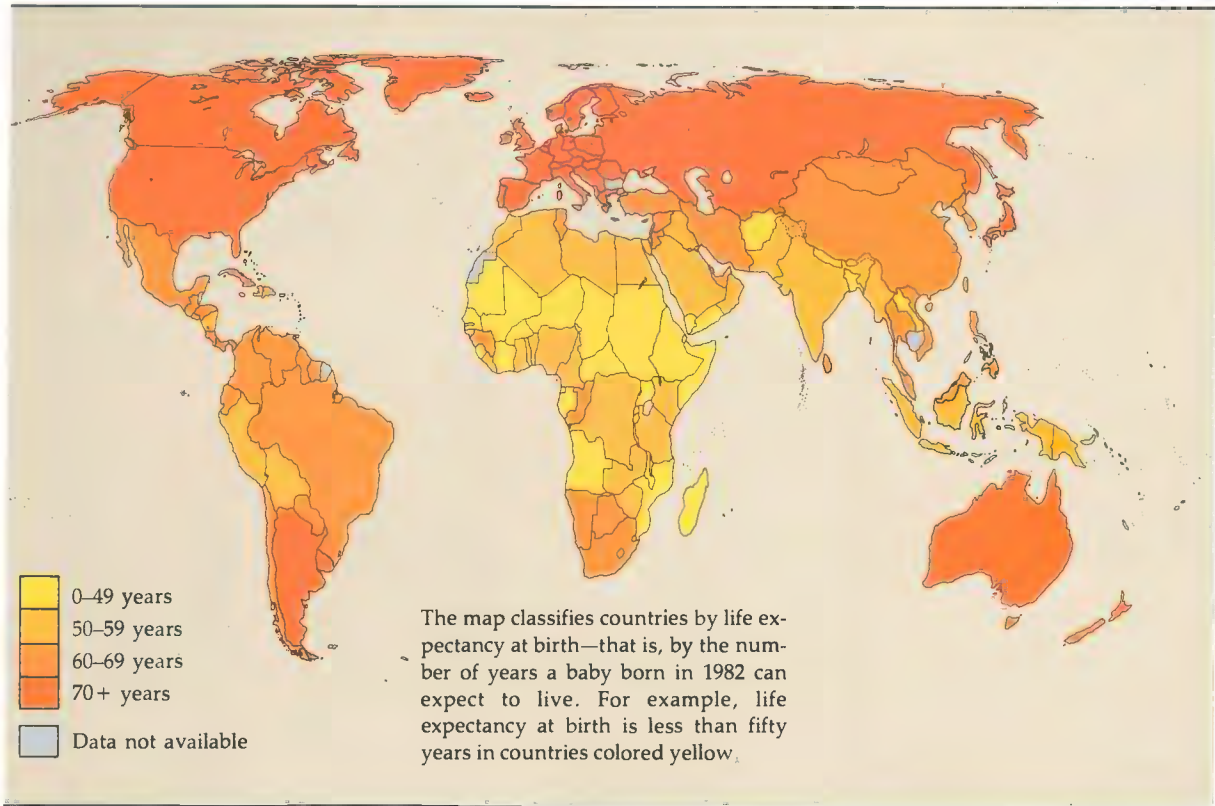 0–49 years
50–59 years
60–69 years
70+ years
Data not available
The map classifies countries by life ex-
pectancy at birth—that is, by the num-
ber of years a baby born in 1982 can
expect to live. For example, life
expectancy at birth is less than fifty
years in countries colored yellow.